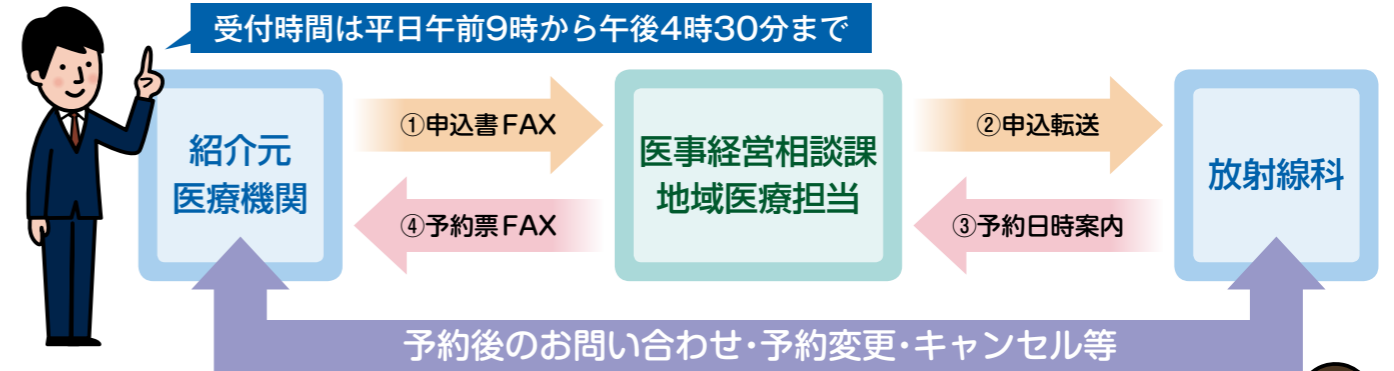 受付時間は平日午前9時から午後4時30分まで
紹介元
医療機関
①申込書FAX
④予約票FAX
医事経営相談課
地域医療担当
②申込転送
③予約日時案内
放射線科
予約後のお問い合わせ･予約変更･キャンセル等